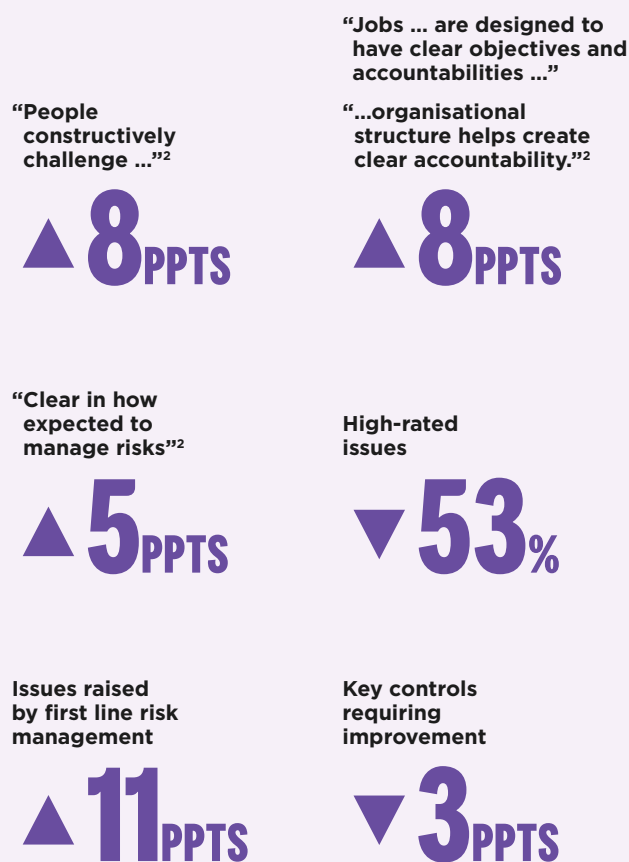 “People
constructively
challenge ...”²
▲ 8PPTS
“Jobs ... are designed to
have clear objectives and
accountabilities ...”
“...organisational
structure helps create
clear accountability.”²
▲ 8PPTS
“Clear in how
expected to
manage risks”²
▲ 5PPTS
High-rated
issues
▼ 53%
Issues raised
by first line risk
management
▲ 11PPTS
Key controls
requiring
improvement
▼ 3PPTS